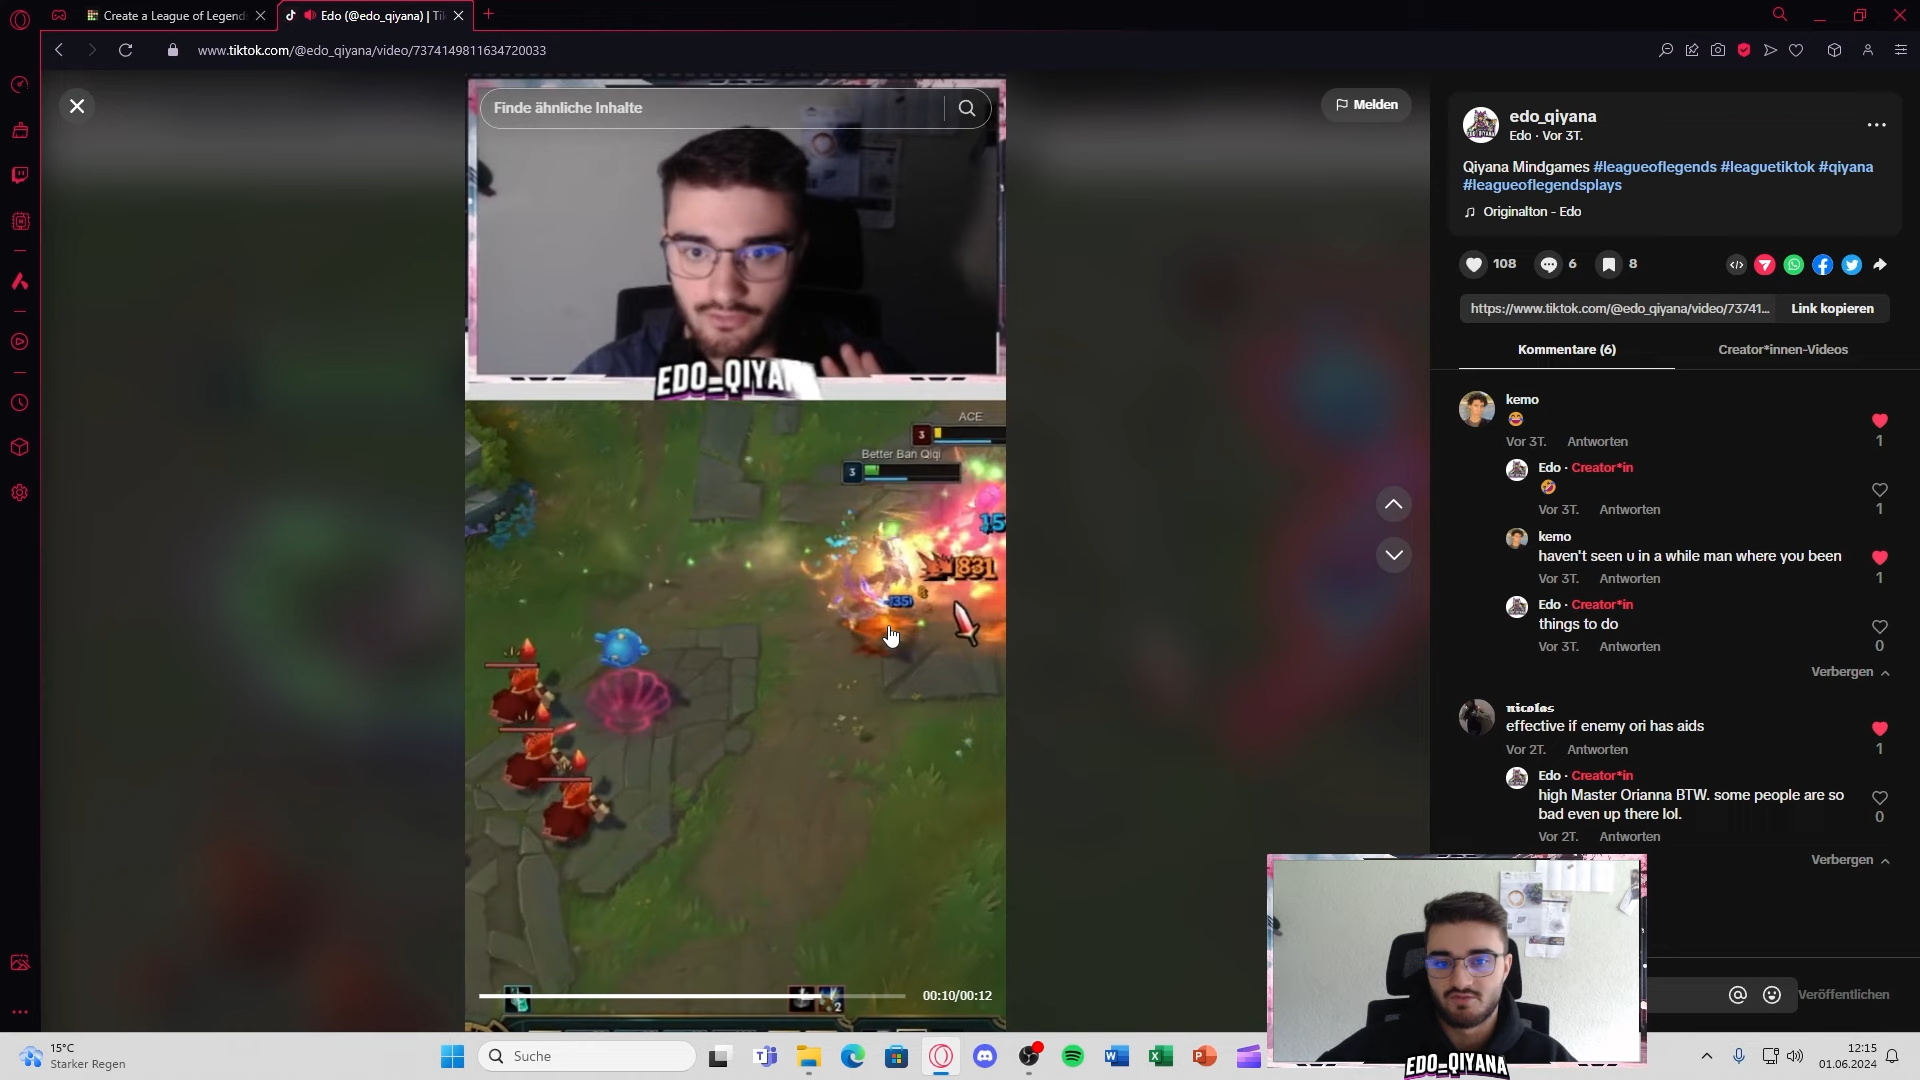 Create a League of Legend
Edo (@edo_qiyana) | Tik
www.tiktok.com/@edo_qiyana/video/7374149811634720033
Finde ähnliche Inhalte
Melden
EDO_QIYANA
ACE
3
Better Ban Qiqi
3
15
831
35
2
00:10/00:12
edo_qiyana
Edo · Vor 3T.
Qiyana Mindgames #leagueoflegends #leaguetiktok #qiyana
#leagueoflegendsplays
Originalton - Edo
108
6
8
https://www.tiktok.com/@edo_qiyana/video/73741...
Link kopieren
Kommentare (6)
Creator*innen-Videos
kemo
Vor 3T. Antworten
1
Edo · Creator*in
Vor 3T. Antworten
1
kemo
haven't seen u in a while man where you been
Vor 3T. Antworten
1
Edo · Creator*in
things to do
Vor 3T. Antworten
0
Verbergen
nicolas
effective if enemy ori has aids
Vor 2T. Antworten
1
Edo · Creator*in
high Master Orianna BTW. some people are so
bad even up there lol.
Vor 2T. Antworten
0
Verbergen
Veröffentlichen
EDO_QIYANA
15°C
Starker Regen
Suche
12:15
01.06.2024